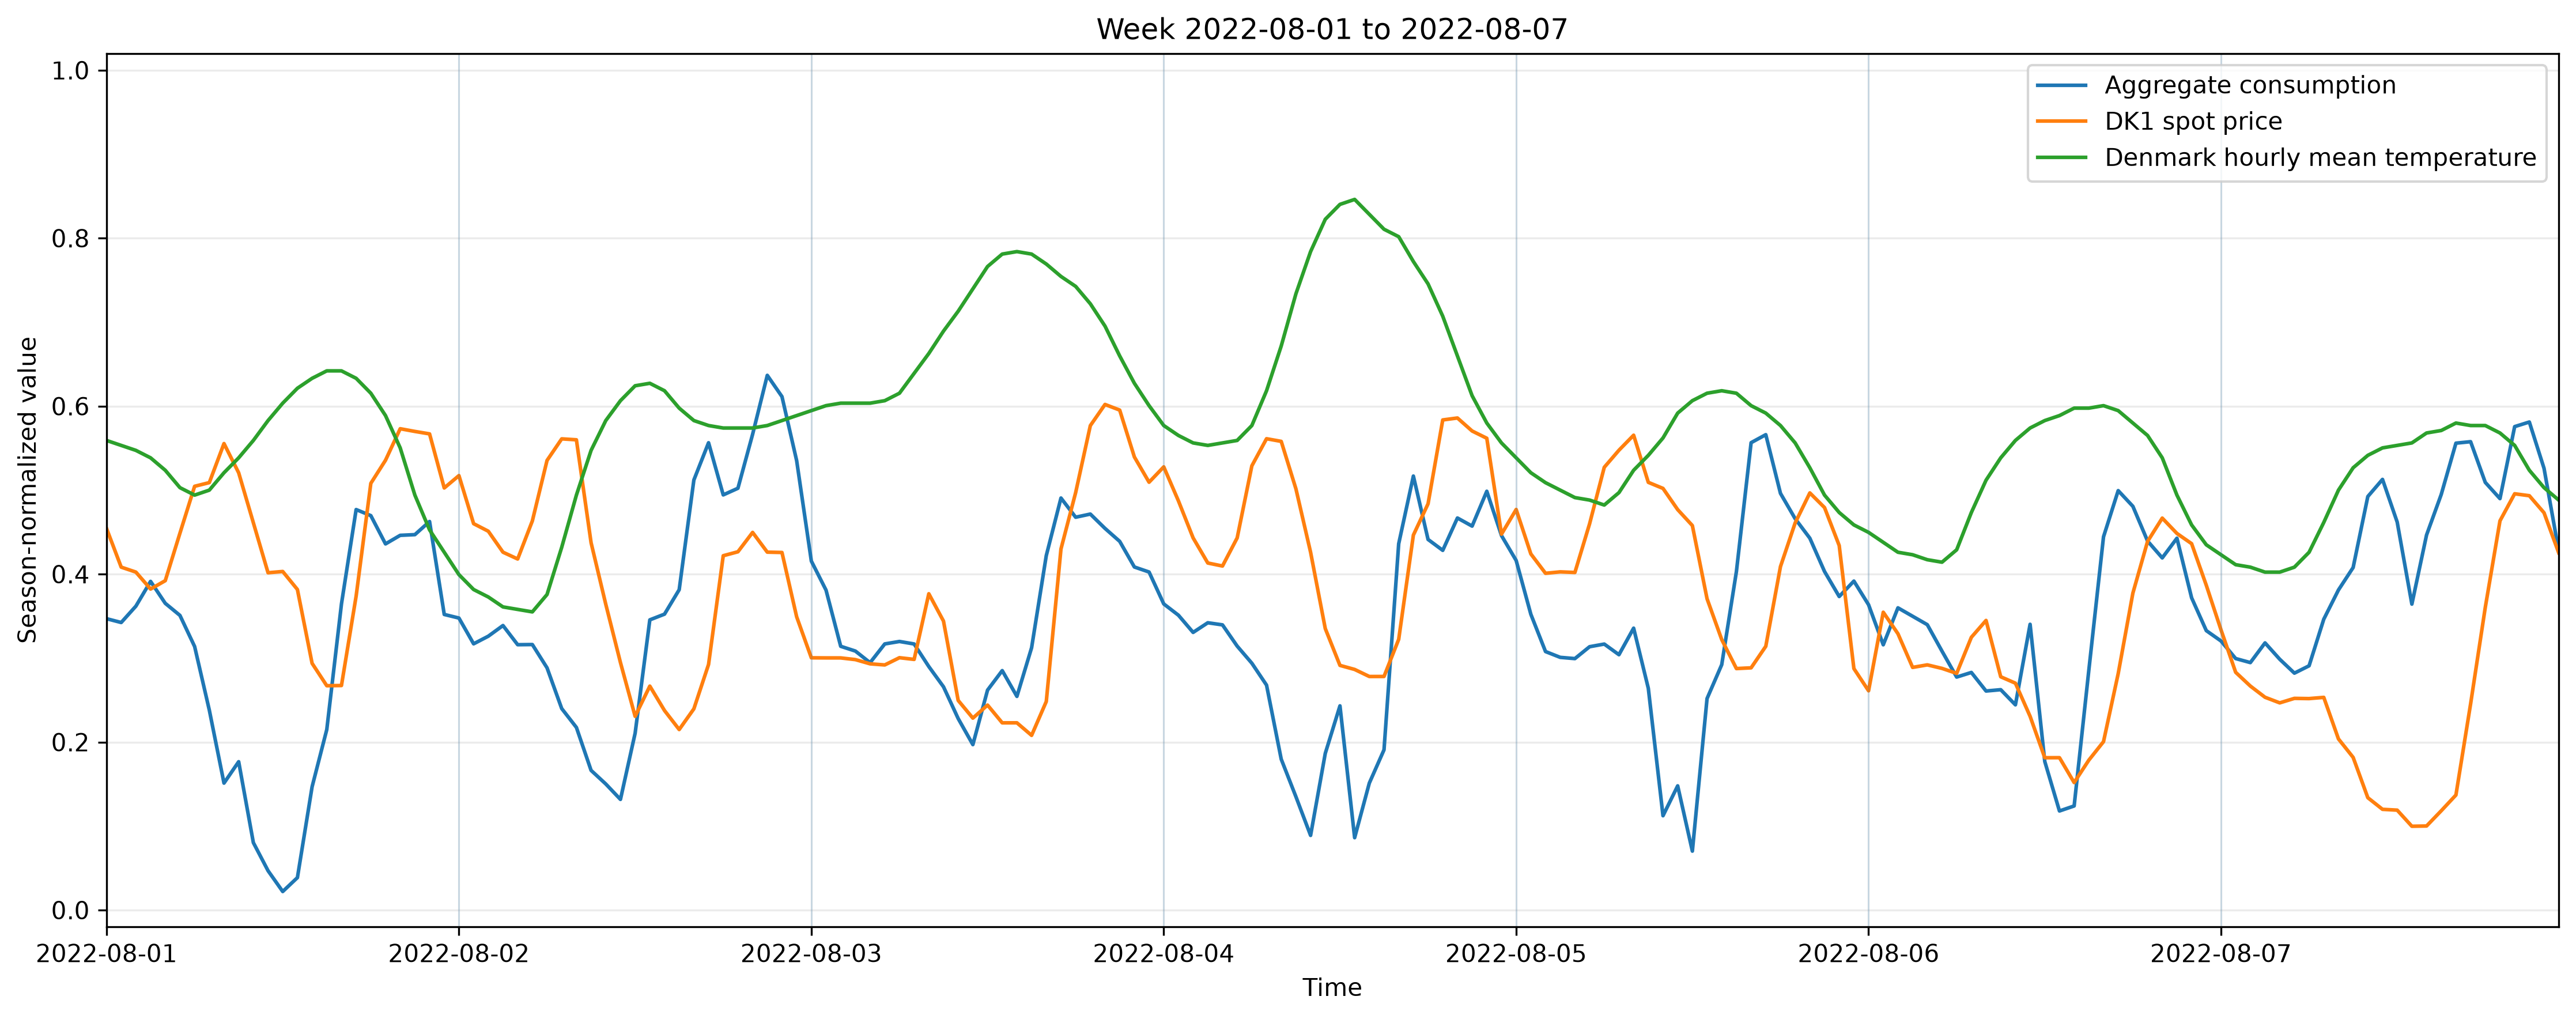 Week 2022-08-01 to 2022-08-07
Season-normalized value
1.0
0.8
0.6
0.4
0.2
0.0
Aggregate consumption
DK1 spot price
Denmark hourly mean temperature
2022-08-01
2022-08-02
2022-08-03
2022-08-04
2022-08-05
2022-08-06
2022-08-07
Time